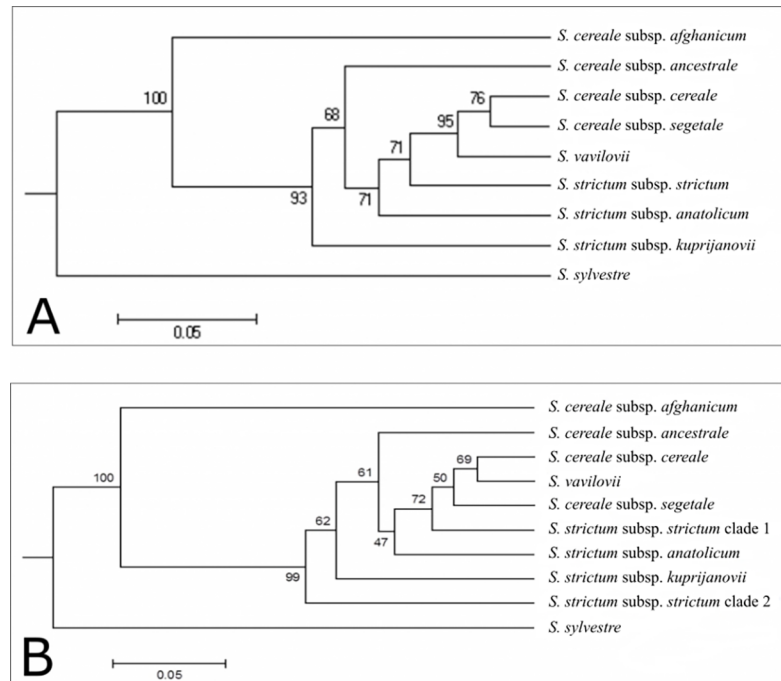 S. cereale subsp. afghanicum
S. cereale subsp. ancestrale
100
68
76
S. cereale subsp. cereale
95
S. cereale subsp. segetale
71
S. vavilovii
S. strictum subsp. strictum
93
71
S. strictum subsp. anatolicum
S. strictum subsp. kuprijanovii
S. sylvestre
A
0.05
S. cereale subsp. afghanicum
S. cereale subsp. ancestrale
69
S. cereale subsp. cereale
100
61
50
S. vavilovii
S. cereale subsp. segetale
62
72
S. strictum subsp. strictum clade 1
47
S. strictum subsp. anatolicum
99
S. strictum subsp. kuprijanovii
S. strictum subsp. strictum clade 2
S. sylvestre
B
0.05